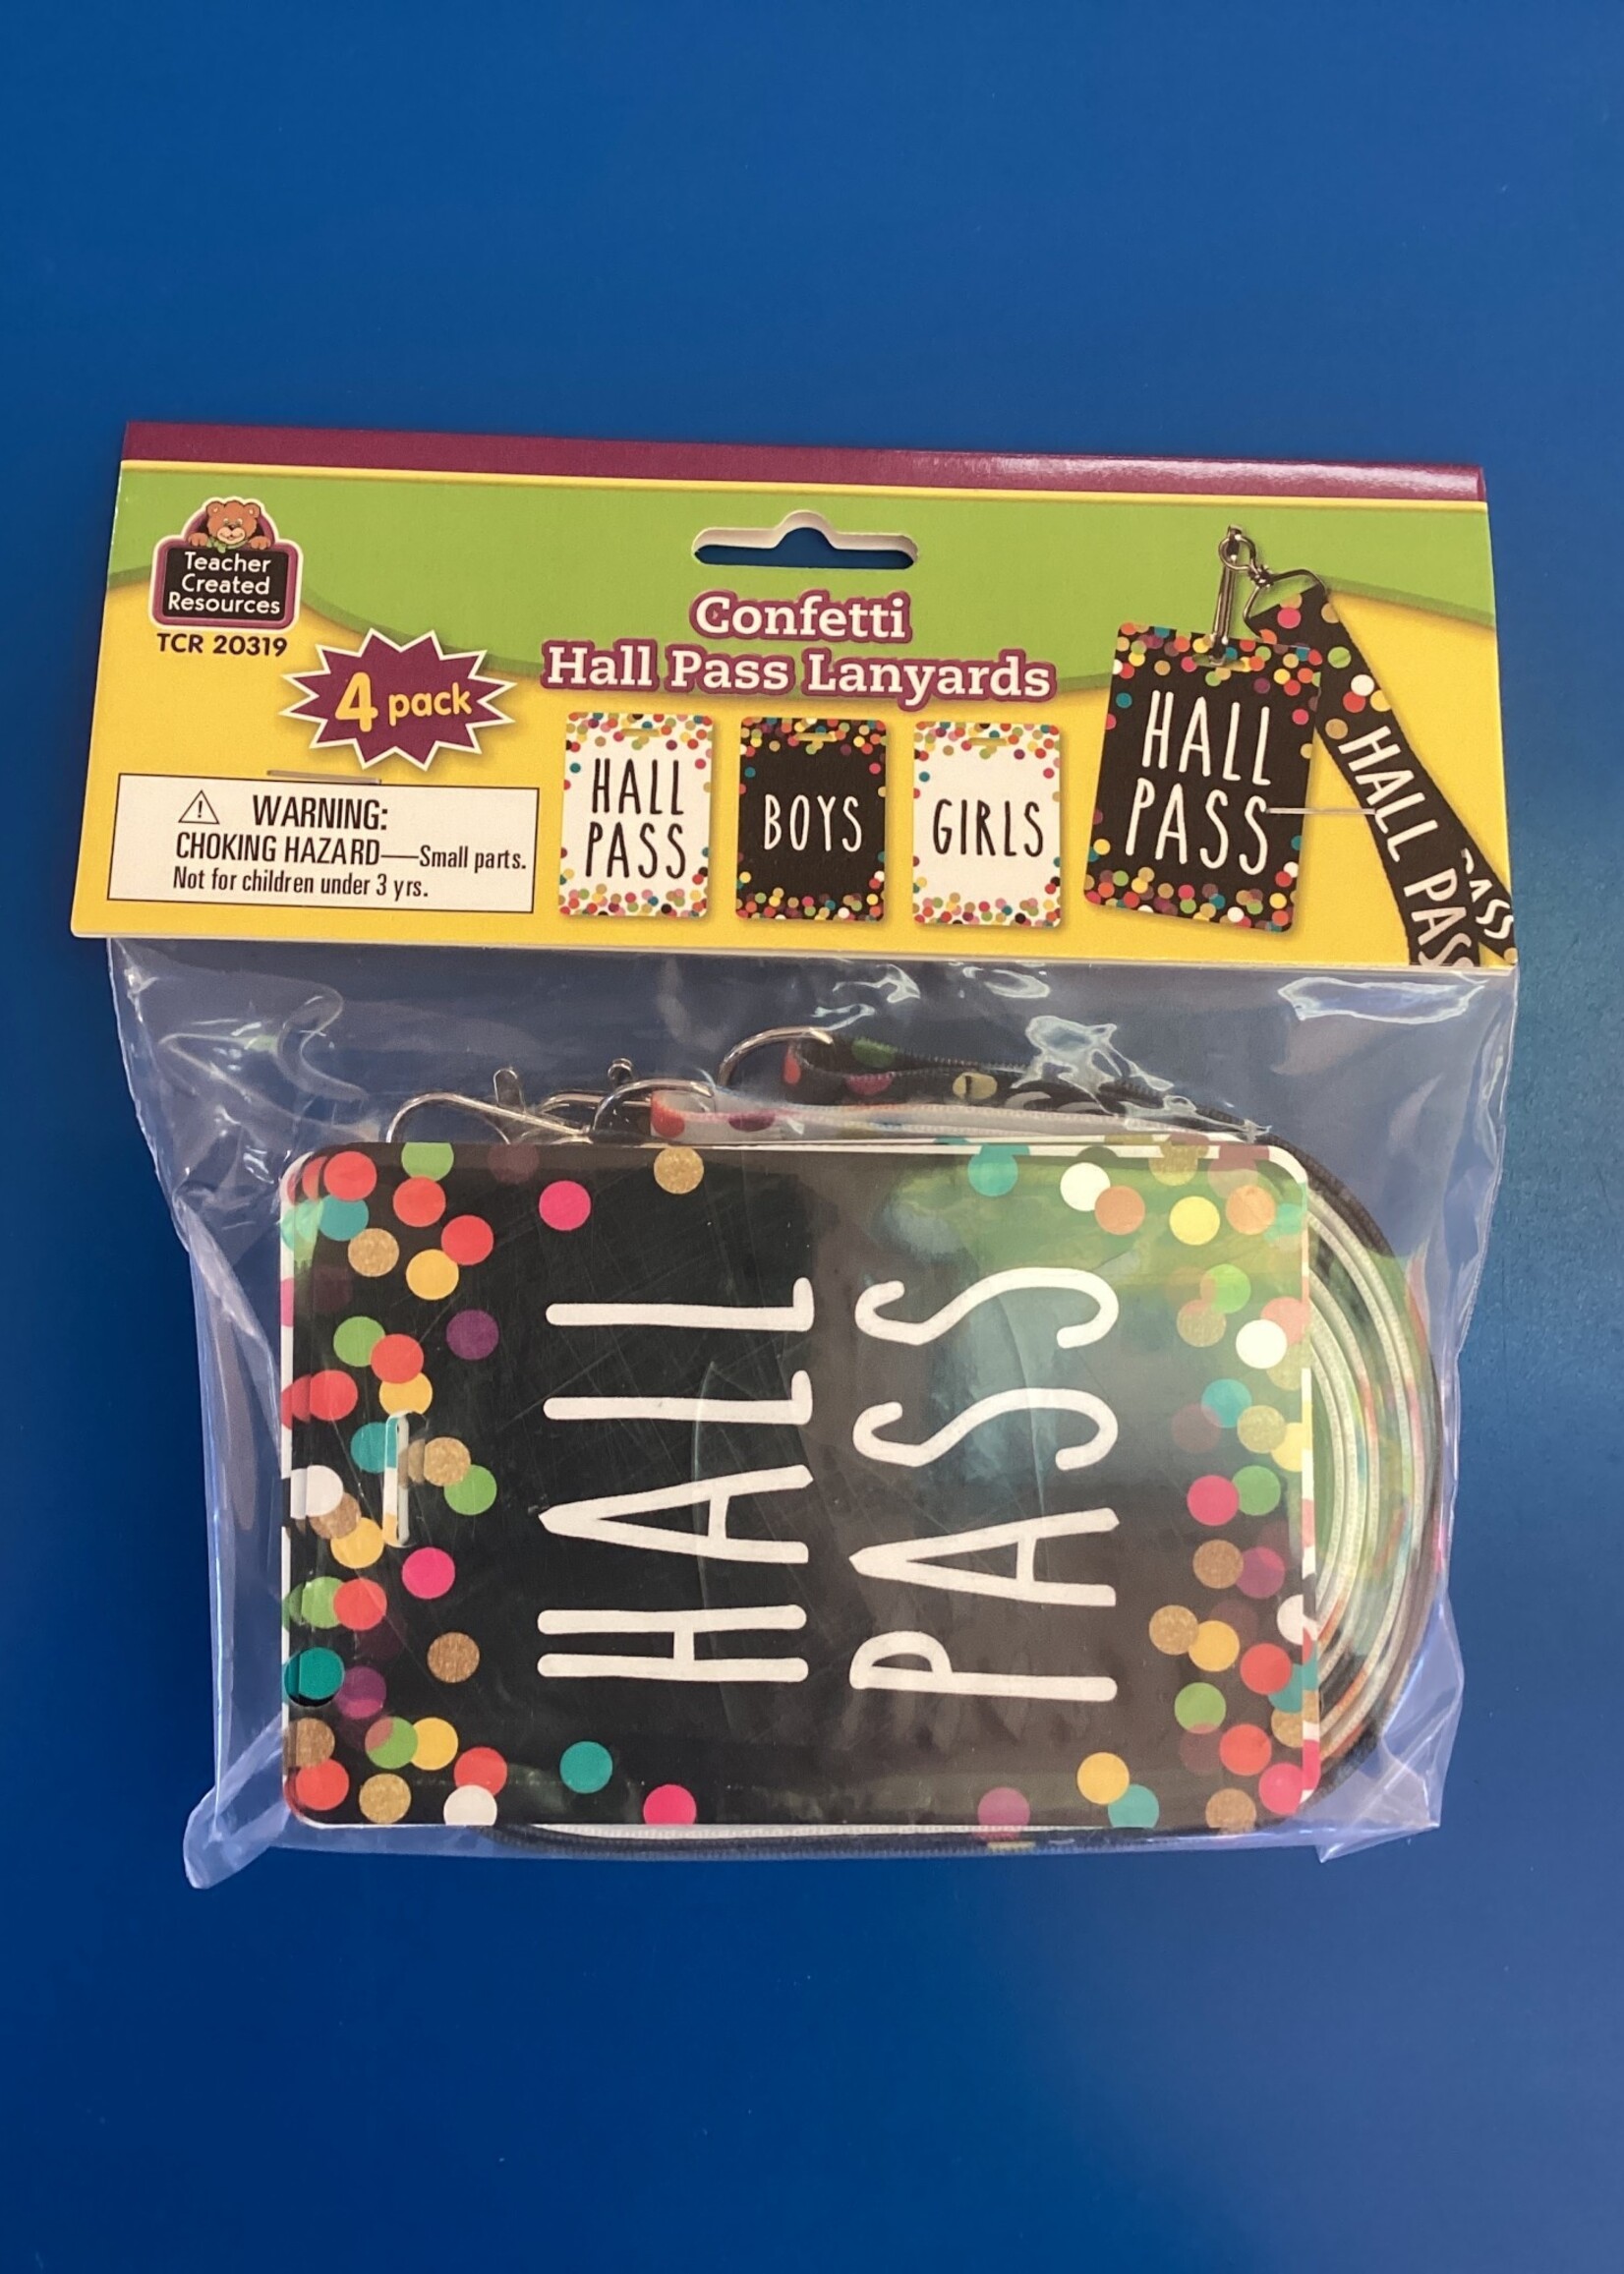 Teacher
Created
Resources
TCR 20319
4 pack
Confetti
Hall Pass Lanyards
WARNING:
CHOKING HAZARD—Small parts.
Not for children under 3 yrs.
HALL
PASS
BOYS
GIRLS
HALL
PASS
HALL PASS
PASS
HALL
PASS